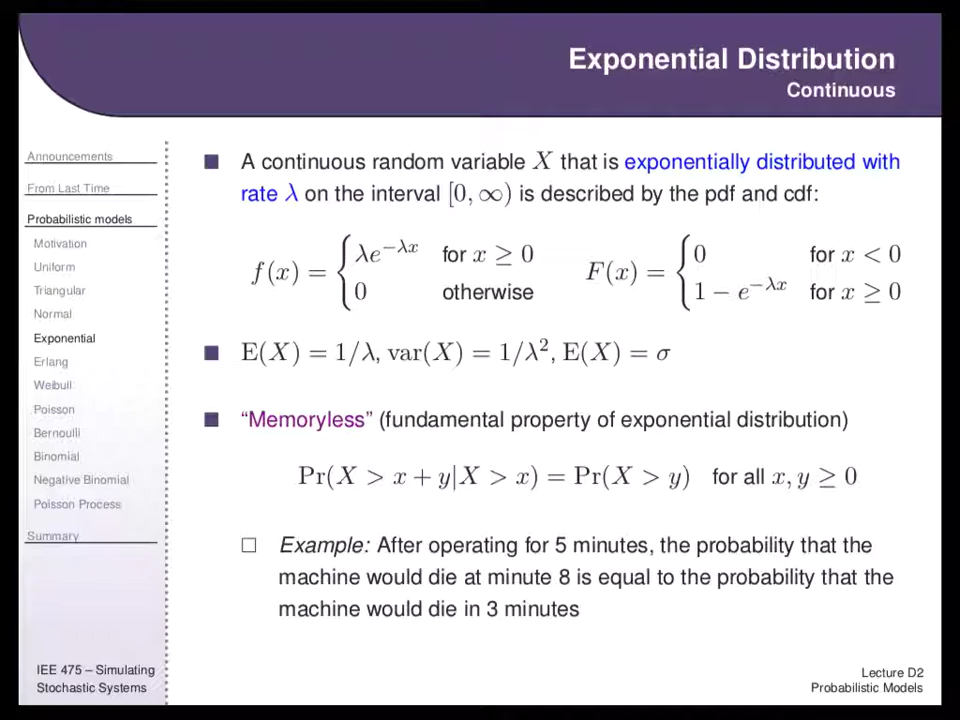 Exponential Distribution
Continuous
Announcements
From Last Time
Probabilistic models
Motivation
Uniform
Triangular
Normal
Exponential
Erlang
Weibull
Poisson
Bernoulli
Binomial
Negative Binomial
Poisson Process
Summary
IEE 475 – Simulating
Stochastic Systems
A continuous random variable X that is exponentially distributed with
rate λ on the interval [0, ∞) is described by the pdf and cdf:
f(x) = { λe^{−λx} for x ≥ 0
0 otherwise
F(x) = { 0 for x < 0
1 − e^{−λx} for x ≥ 0
E(X) = 1/λ, var(X) = 1/λ², E(X) = σ
“Memoryless” (fundamental property of exponential distribution)
Pr(X > x + y|X > x) = Pr(X > y) for all x, y ≥ 0
Example: After operating for 5 minutes, the probability that the
machine would die at minute 8 is equal to the probability that the
machine would die in 3 minutes
Lecture D2
Probabilistic Models